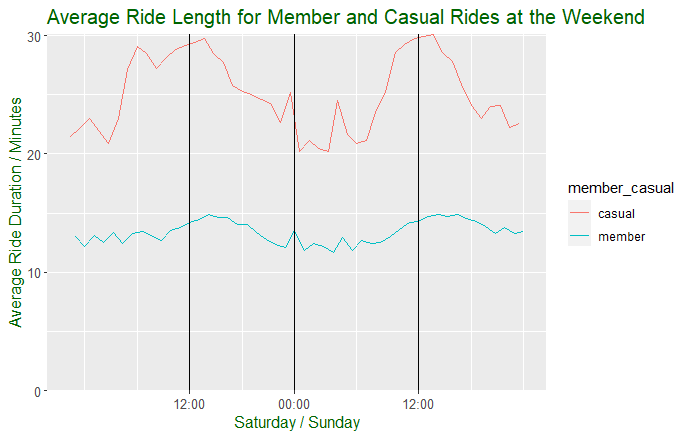 Average Ride Length for Member and Casual Rides at the Weekend
Average Ride Duration / Minutes
30
20
10
0
12:00
00:00
12:00
Saturday / Sunday
member_casual
casual
member